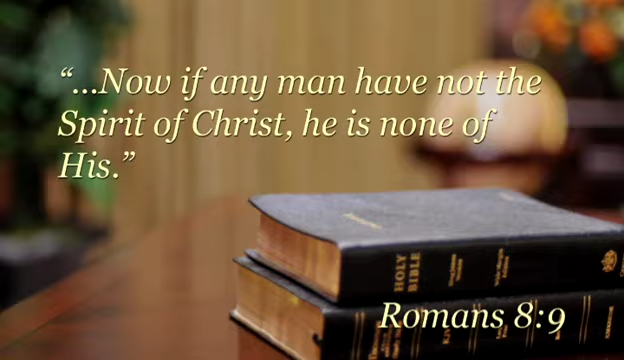 “...Now if any man have not the
Spirit of Christ, he is none of
His.”
HOLY
BIBLE
Romans 8:9